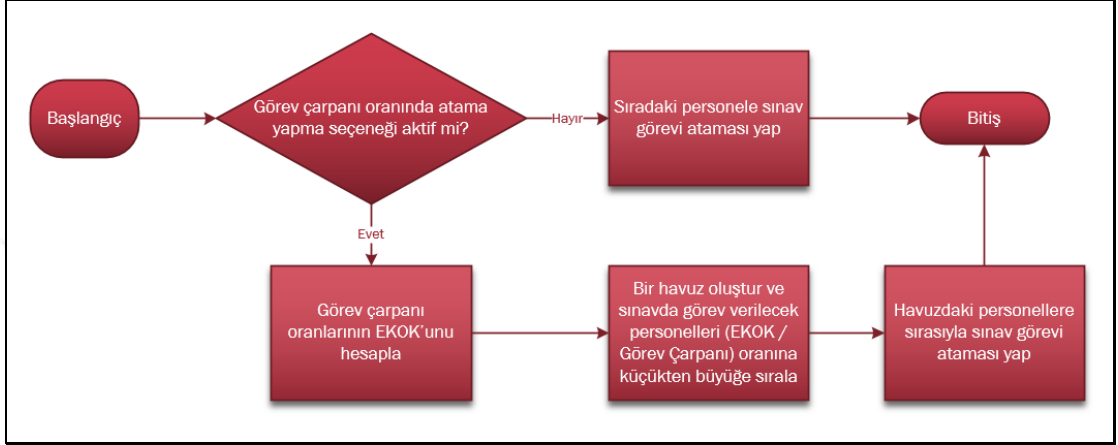 Başlangıç
Görev çarpanı oranında atama
yapma seçeneği aktif mi?
Hayır
Sıradaki personele sınav
görevi ataması yap
Bitiş
Evet
Görev çarpanı
oranlarının EKOK'unu
hesapla
Bir havuz oluştur ve
sınavda görev verilecek
personelleri (EKOK /
Görev Çarpanı) oranına
küçükten büyüğe sırala
Havuzdaki personellere
sırasıyla sınav görevi
ataması yap